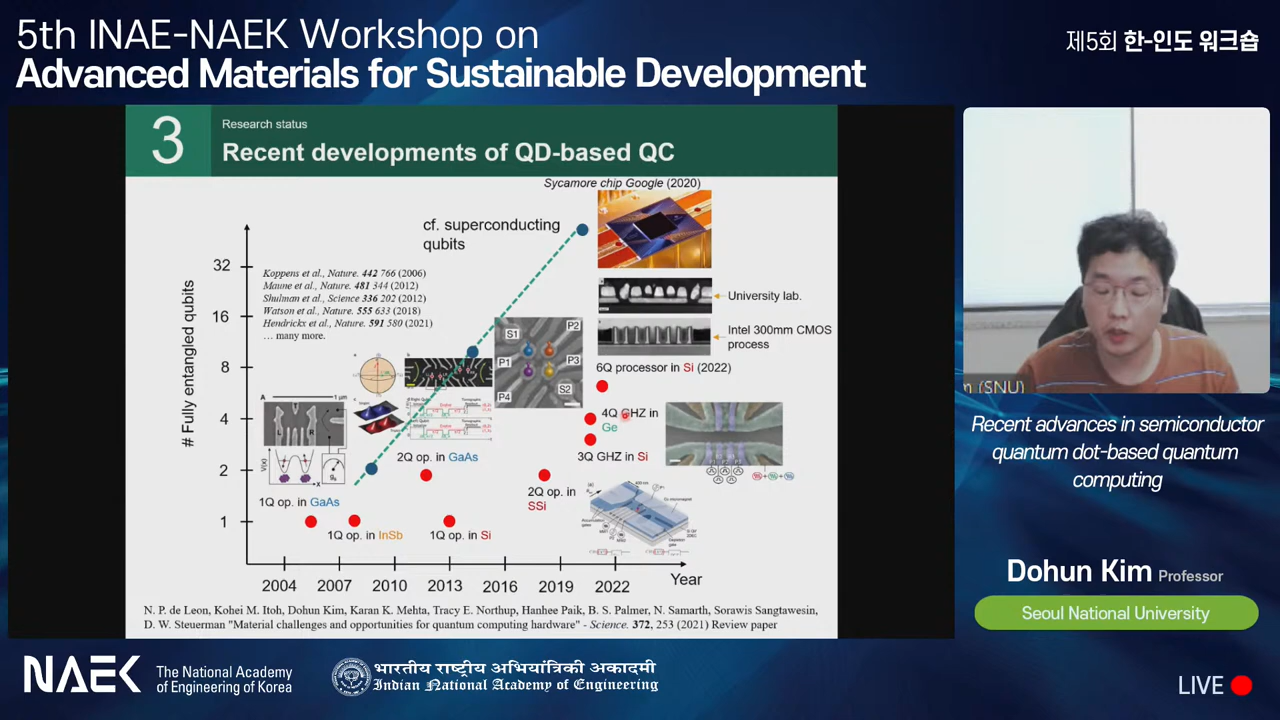 5th INAE-NAEK Workshop on
Advanced Materials for Sustainable Development
제5회 한-인도 워크숍
3
Research status
Recent developments of QD-based QC
Sycamore chip Google (2020)
cf. superconducting
qubits
# Fully entangled qubits
32
16
8
4
2
1
Koppens et al., Nature. 442 766 (2006)
Maune et al., Nature. 481 344 (2012)
Shulman et al., Science 336 202 (2012)
Watson et al., Nature. 555 633 (2018)
Hendrickx et al., Nature. 591 580 (2021)
… many more.
University lab.
Intel 300mm CMOS
process
S1
P2
P1
P3
P4
S2
6Q processor in Si (2022)
4Q GHZ in
Ge
3Q GHZ in Si
A
1 μm
L
R
2Q op. in GaAs
2Q op. in
SSi
1Q op. in GaAs
1Q op. in InSb
1Q op. in Si
2004
2007
2010
2013
2016
2019
2022
Year
N. P. de Leon, Kohei M. Itoh, Dohun Kim, Karan K. Mehta, Tracy E. Northup, Hanhee Paik, B. S. Palmer, N. Samarth, Sorawis Sangtawesin,
D. W. Steuerman "Material challenges and opportunities for quantum computing hardware" - Science. 372, 253 (2021) Review paper
(SNU)
Recent advances in semiconductor
quantum dot-based quantum
computing
Dohun Kim Professor
Seoul National University
NAEK
The National Academy
of Engineering of Korea
भारतीय राष्ट्रीय अभियांत्रिकी अकादमी
Indian National Academy of Engineering
LIVE